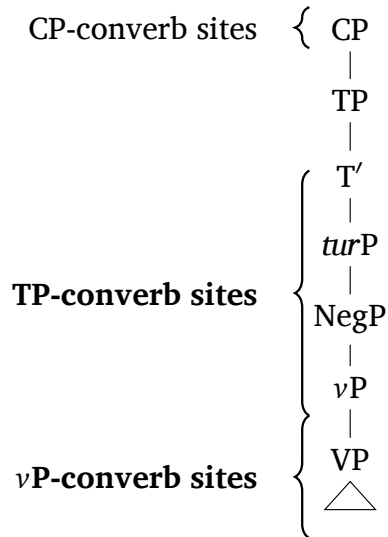 CP-converb sites CP
TP
T′
turP
TP-converb sites NegP
vP
vP-converb sites VP